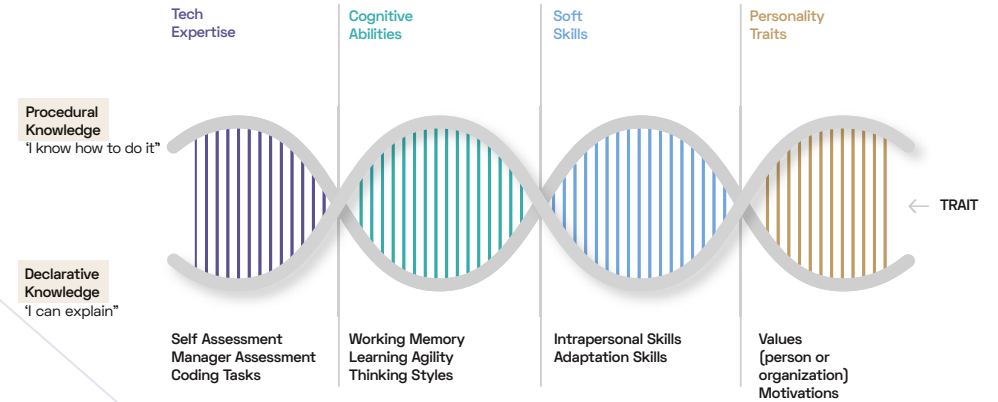 Tech
Expertise
Cognitive
Abilities
Soft
Skills
Personality
Traits
Procedural
Knowledge
‘I know how to do it”
TRAIT
Declarative
Knowledge
‘I can explain”
Self Assessment
Manager Assessment
Coding Tasks
Working Memory
Learning Agility
Thinking Styles
Intrapersonal Skills
Adaptation Skills
Values
(person or
organization)
Motivations